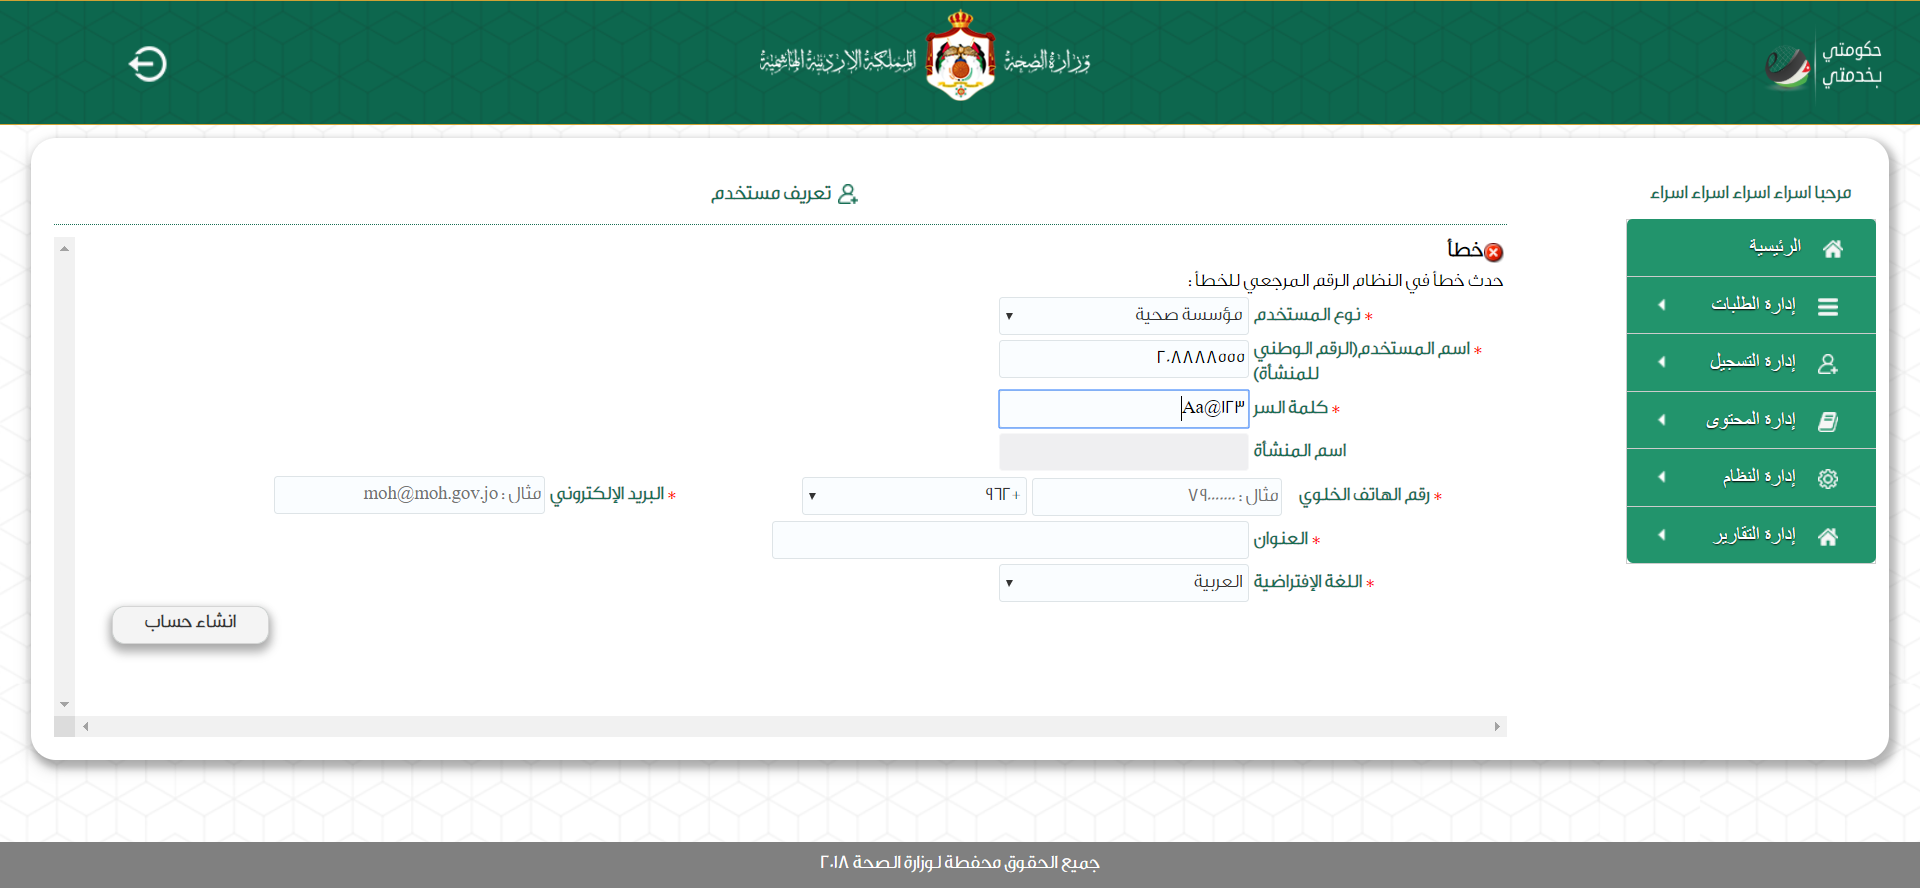 حكومتي
بخدمتي
وزارة الصحة
المملكة الاردنية الهاشمية
مرحبا اسراء اسراء اسراء اسراء
الرئيسية
إدارة الطلبات
إدارة التسجيل
إدارة المحتوى
إدارة النظام
إدارة التقارير
تعريف مستخدم
خطأ
حدث خطأ في النظام الرقم المرجعي للخطأ :
* نوع المستخدم مؤسسة صحية
* اسم المستخدم(الرقم الوطني للمنشأة) ٢٠٨٨٨٨٥٥٥
* كلمة السر Aa@١٢٣
اسم المنشأة
* رقم الهاتف الخلوي مثال : ٧٩٠٠٠٠٠٠٠ +٩٦٢ * البريد الإلكتروني مثال : moh@moh.gov.jo
* العنوان
* اللغة الإفتراضية العربية
انشاء حساب
جميع الحقوق محفطة لوزارة الصحة ٢٠١٨